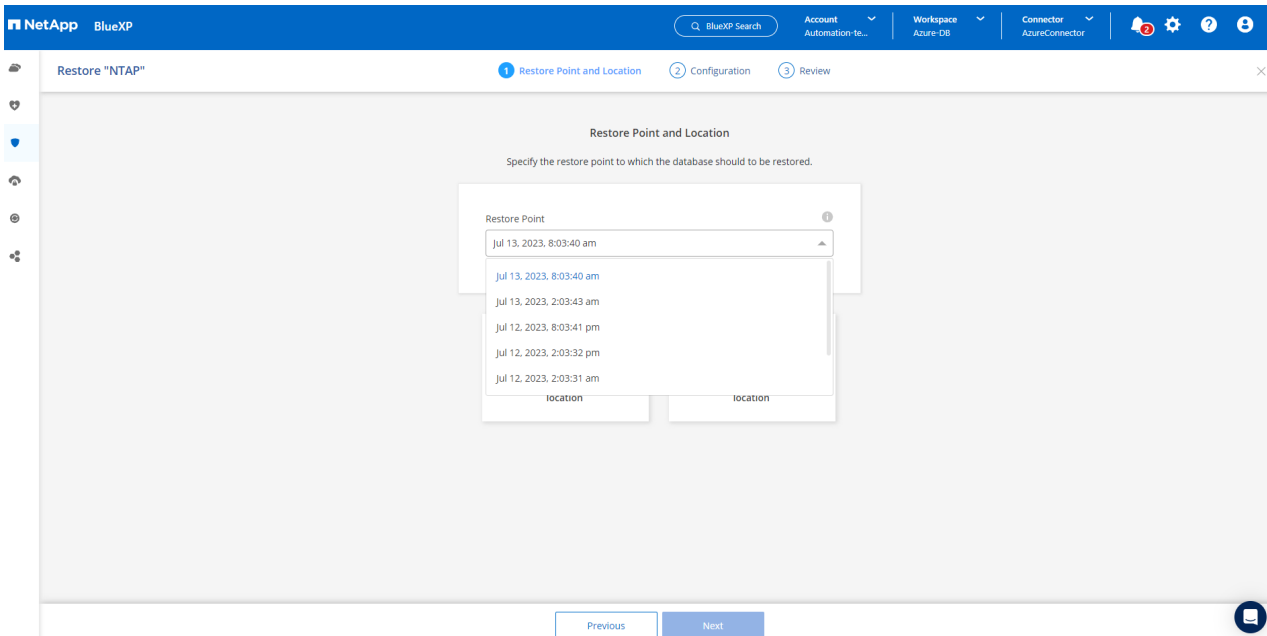 NetApp BlueXP
BlueXP Search
Account
Automation-te...
Workspace
Azure-DB
Connector
AzureConnector
2
Restore "NTAP"
1 Restore Point and Location
2 Configuration
3 Review
Restore Point and Location
Specify the restore point to which the database should to be restored.
Restore Point
Jul 13, 2023, 8:03:40 am
Jul 13, 2023, 8:03:40 am
Jul 13, 2023, 2:03:43 am
Jul 12, 2023, 8:03:41 pm
Jul 12, 2023, 2:03:32 pm
Jul 12, 2023, 2:03:31 am
location location
Previous Next